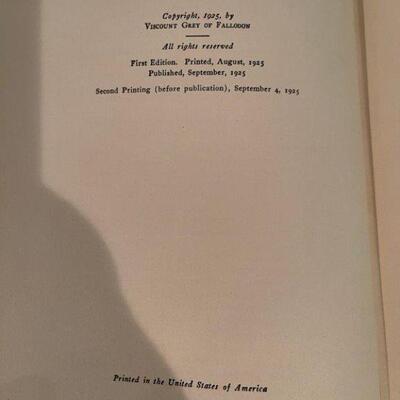 Copyright, 1925, by
Viscount Grey of Fallodon
All rights reserved
First Edition. Printed, August, 1925
Published, September, 1925
Second Printing (before publication), September 4, 1925
Printed in the United States of America